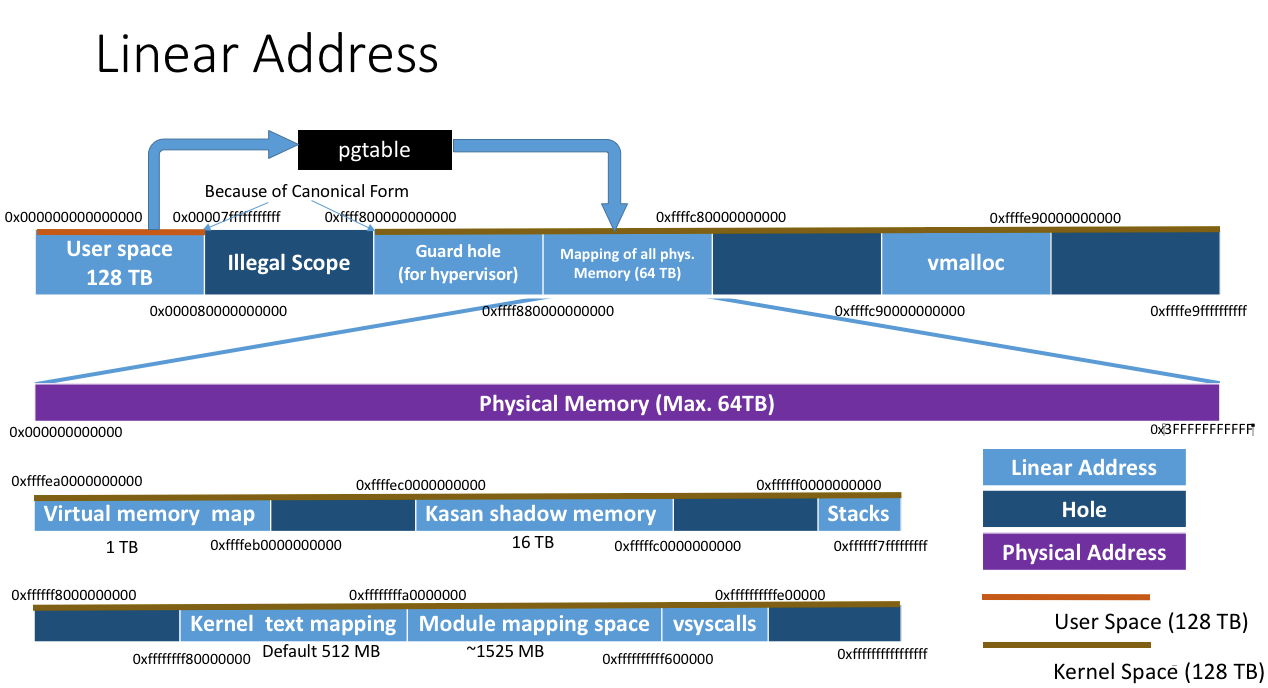 Linear Address
pgtable
Because of Canonical Form
0x000000000000000
0x00007fffffffffff
0xffff800000000000
0xffffc80000000000
0xffffe90000000000
User space
128 TB
Illegal Scope
Guard hole
(for hypervisor)
Mapping of all phys.
Memory (64 TB)
vmalloc
0x000080000000000
0xffff880000000000
0xffffc90000000000
0xffffe9ffffffffff
Physical Memory (Max. 64TB)
0x000000000000
0x3FFFFFFFFFFF
0xffffea0000000000
0xffffec0000000000
0xffffff0000000000
Virtual memory map
Kasan shadow memory
Stacks
1 TB
0xffffeb0000000000
16 TB
0xfffffc0000000000
0xffffff7fffffffff
0xffffff8000000000
0xffffffffa0000000
0xffffffffffe00000
Kernel text mapping
Module mapping space
vsyscalls
0xffffffff80000000
Default 512 MB
~1525 MB
0xffffffffff600000
0xffffffffffffffff
Linear Address
Hole
Physical Address
User Space (128 TB)
Kernel Space (128 TB)